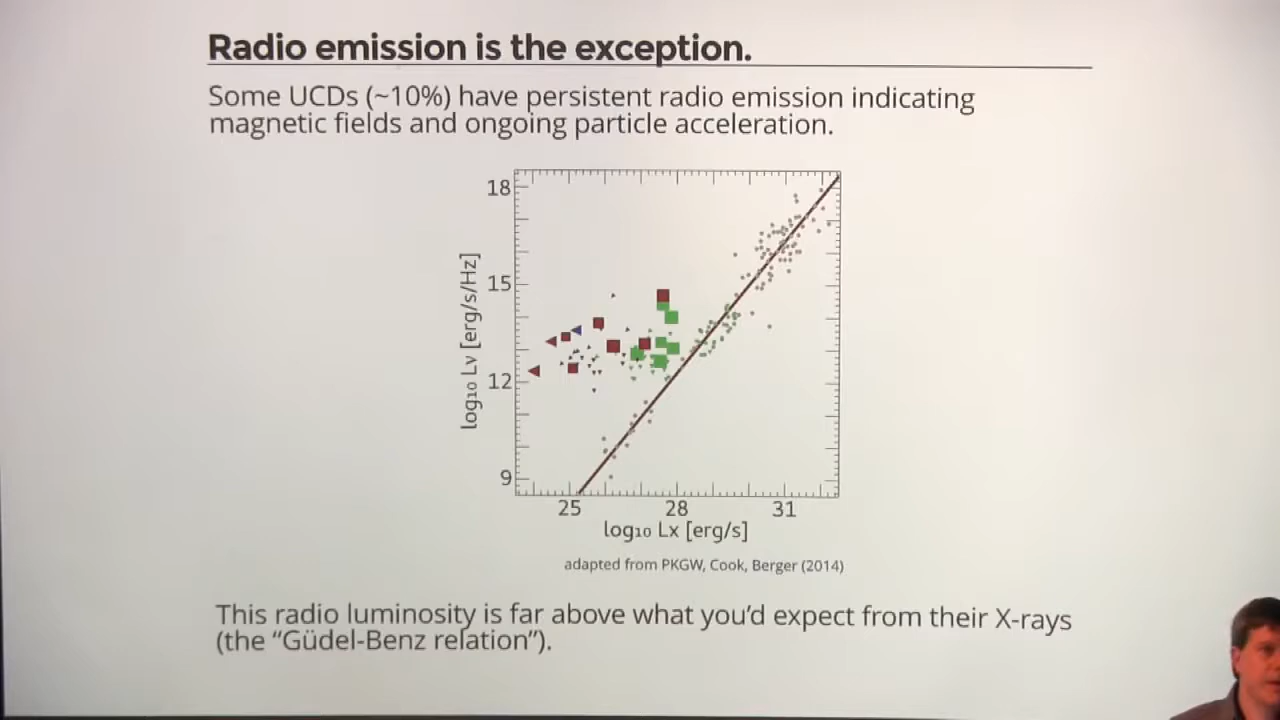 Radio emission is the exception.
Some UCDs (~10%) have persistent radio emission indicating
magnetic fields and ongoing particle acceleration.
18
15
12
9
log₁₀ Lν [erg/s/Hz]
25 28 31
log₁₀ Lx [erg/s]
adapted from PKGW, Cook, Berger (2014)
This radio luminosity is far above what you'd expect from their X-rays
(the “Güdel-Benz relation”).